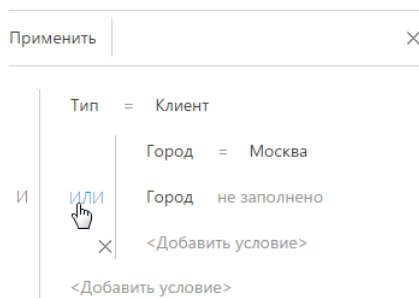 Применить
Тип = Клиент
Город = Москва
И ИЛИ Город не заполнено
<Добавить условие>
<Добавить условие>